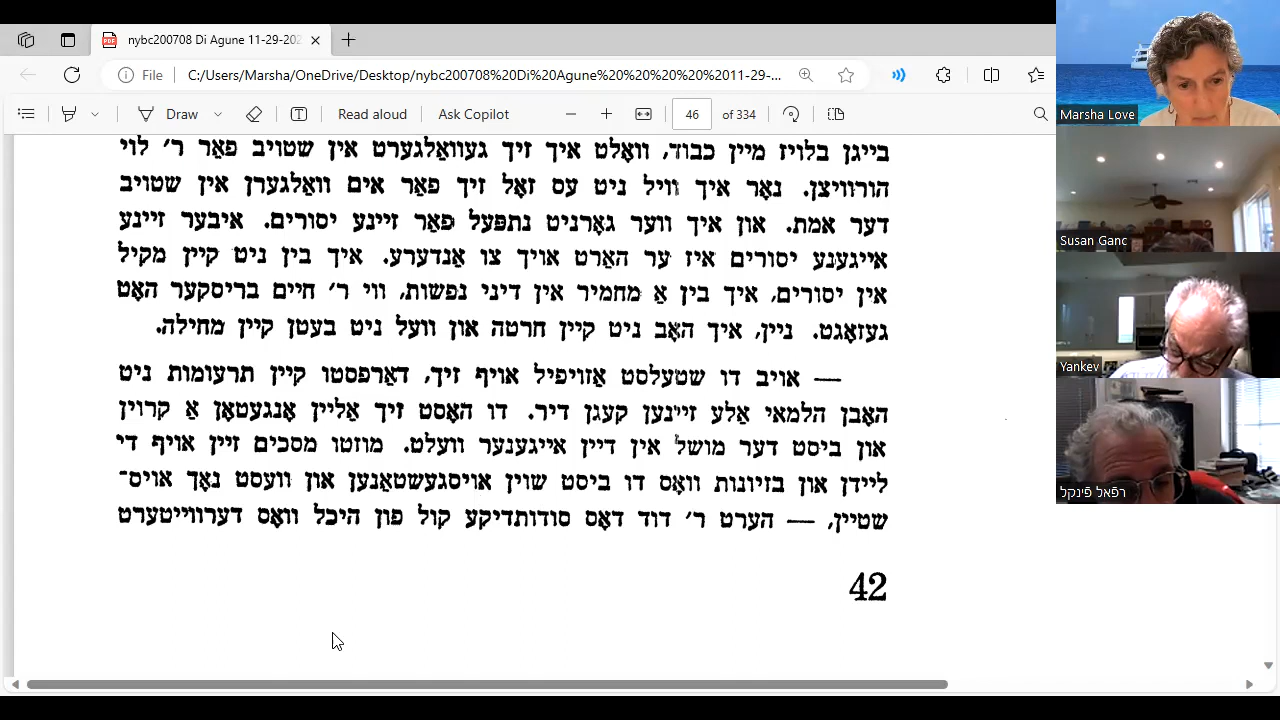 nybc200708 Di Agune 11-29-202
File
C:/Users/Marsha/OneDrive/Desktop/nybc200708%20Di%20Agune%20%20%20%20%2011-29-...
Draw
Read aloud
Ask Copilot
46
of 334
בייגן בלויז מיין כבוד, וואָלט איך זיך געוואַלגערט אין שטויב פאַר ר׳ לוי
הורוויצן. נאָר איך וויל ניט עס זאָל זיך פאַר אים וואַלגערן אין שטויב
דער אמת. און איך ווער גאָרניט נתפּעל פאַר זיינע יסורים. איבער זיינע
אייגענע יסורים איז ער האַרט אויך צו אַנדערע. איך בין ניט קיין מקיל
אין יסורים, איך בין אַ מחמיר אין דיני נפשות, ווי ר׳ חיים בריסקער האָט
געזאָגט. ניין, איך האָב ניט קיין חרטה און וועל ניט בעטן קיין מחילה.
— אויב דו שטעלסט אַזויפיל אויף זיך, דאַרפסטו קיין תרעומות ניט
האָבן הלמאי אַלע זיינען קעגן דיר. דו האָסט זיך אַליין אָנגעטאָן אַ קרוין
און ביסט דער מושל אין דיין אייגענער וועלט. מוזטו מסכים זיין אויף די
ליידן און בזיונות וואָס דו ביסט שוין אויסגעשטאַנען און וועסט נאָך אויס־
שטיין, — הערט ר׳ דוד דאָס סודותדיקע קול פון היכל וואָס דערווייטערט
42
Marsha Love
Susan Ganc
Yankev
רפֿאל פֿינקל